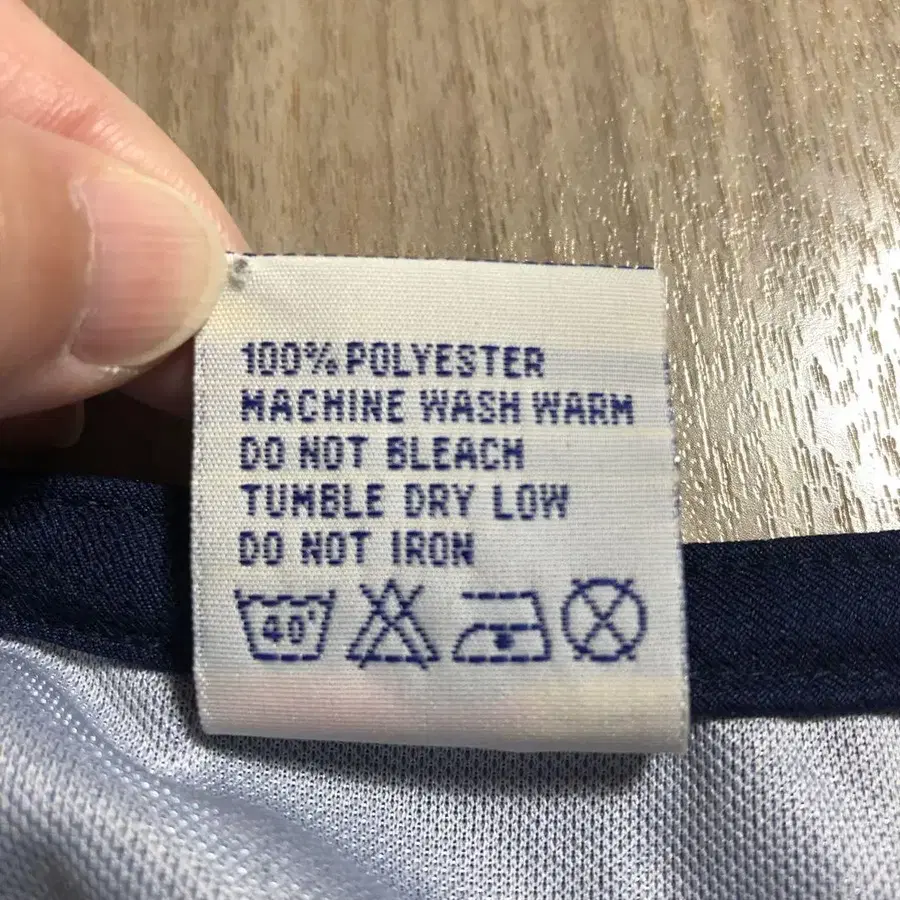 100% POLYESTER
MACHINE WASH WARM
DO NOT BLEACH
TUMBLE DRY LOW
DO NOT IRON
40°